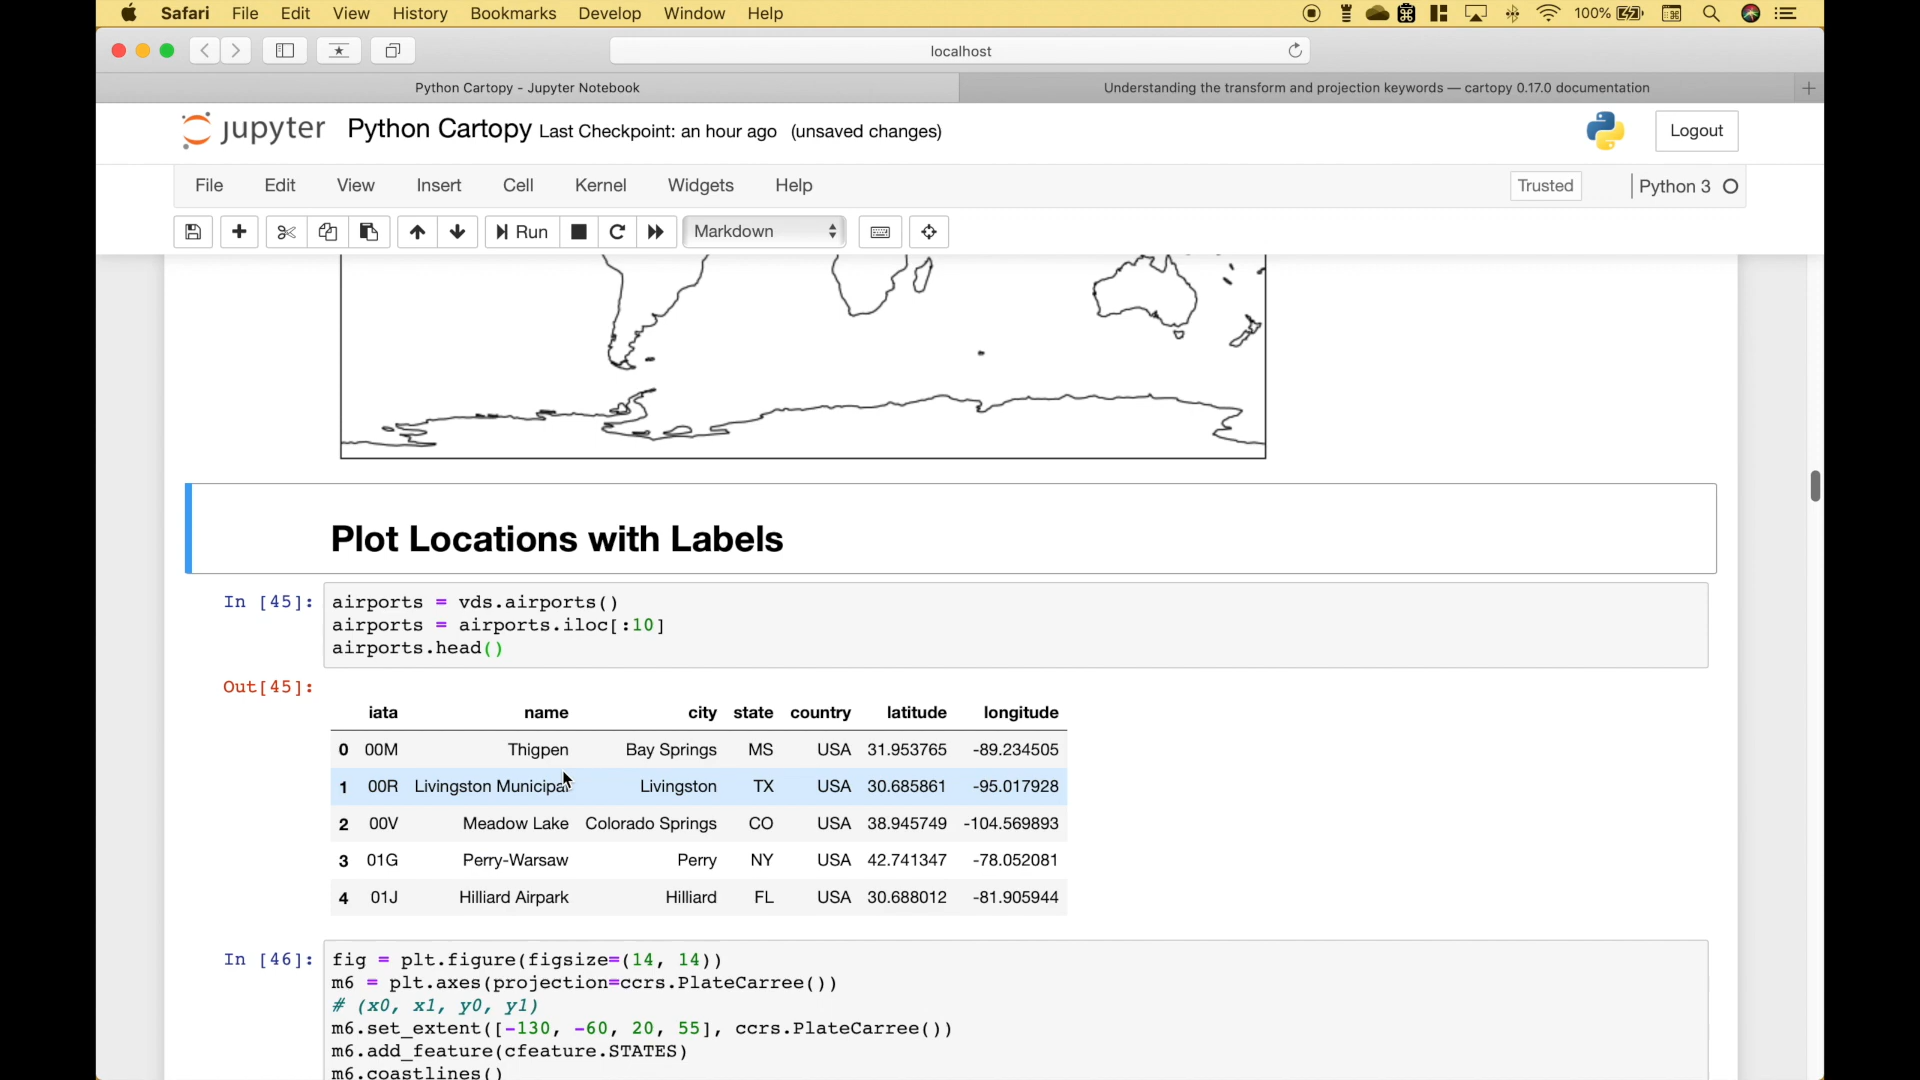 Safari File Edit View History Bookmarks Develop Window Help 100%
localhost
Python Cartopy - Jupyter Notebook
Understanding the transform and projection keywords — cartopy 0.17.0 documentation
jupyter Python Cartopy Last Checkpoint: an hour ago (unsaved changes)
Logout
File Edit View Insert Cell Kernel Widgets Help
Trusted
Python 3
Run
Markdown
Plot Locations with Labels
In [45]: airports = vds.airports()
airports = airports.iloc[:10]
airports.head()
Out[45]:
iata name city state country latitude longitude
0 00M Thigpen Bay Springs MS USA 31.953765 -89.234505
1 00R Livingston Municipal Livingston TX USA 30.685861 -95.017928
2 00V Meadow Lake Colorado Springs CO USA 38.945749 -104.569893
3 01G Perry-Warsaw Perry NY USA 42.741347 -78.052081
4 01J Hilliard Airpark Hilliard FL USA 30.688012 -81.905944
In [46]: fig = plt.figure(figsize=(14, 14))
m6 = plt.axes(projection=ccrs.PlateCarree())
# (x0, x1, y0, y1)
m6.set_extent([-130, -60, 20, 55], ccrs.PlateCarree())
m6.add_feature(cfeature.STATES)
m6.coastlines()